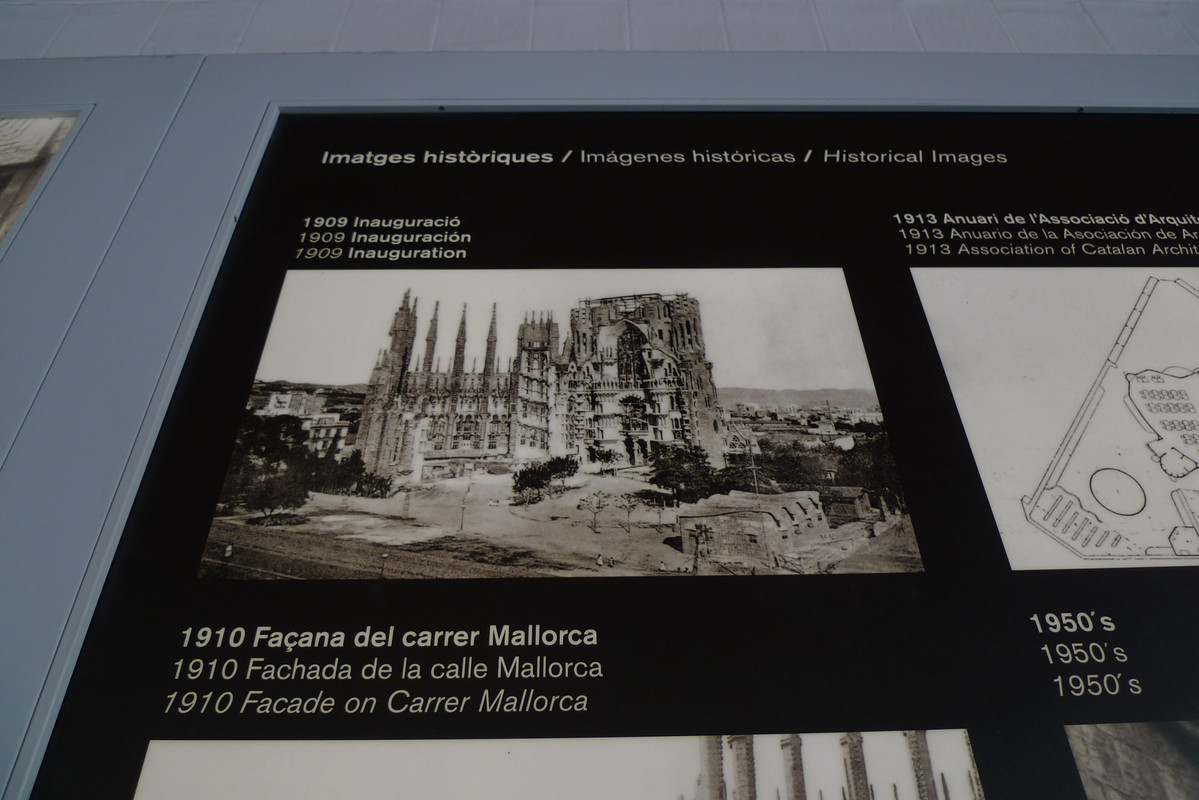 Imatges històriques / Imágenes históricas / Historical Images
1909 Inauguració
1909 Inauguración
1909 Inauguration
1913 Anuari de l'Associació
1913 Anuario de la Asociación de
1913 Association of Catalan
1910 Façana del carrer Mallorca
1910 Fachada de la calle Mallorca
1910 Facade on Carrer Mallorca
1950's
1950's
1950's